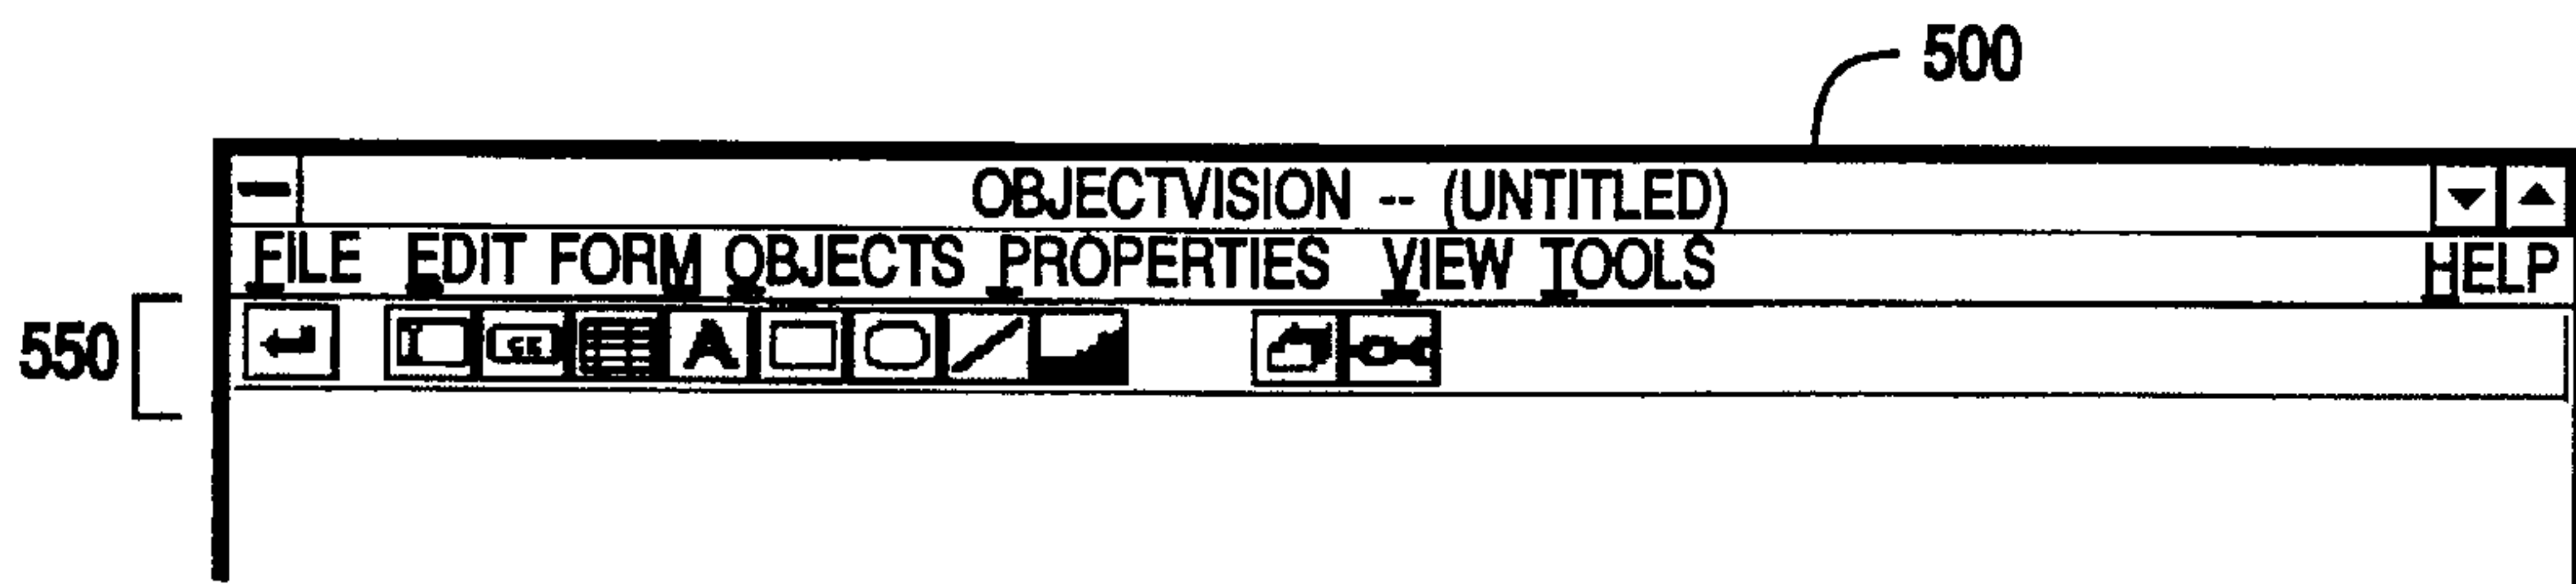 500
OBJECTVISION -- (UNTITLED)
FILE EDIT FORM OBJECTS PROPERTIES VIEW TOOLS HELP
550
A